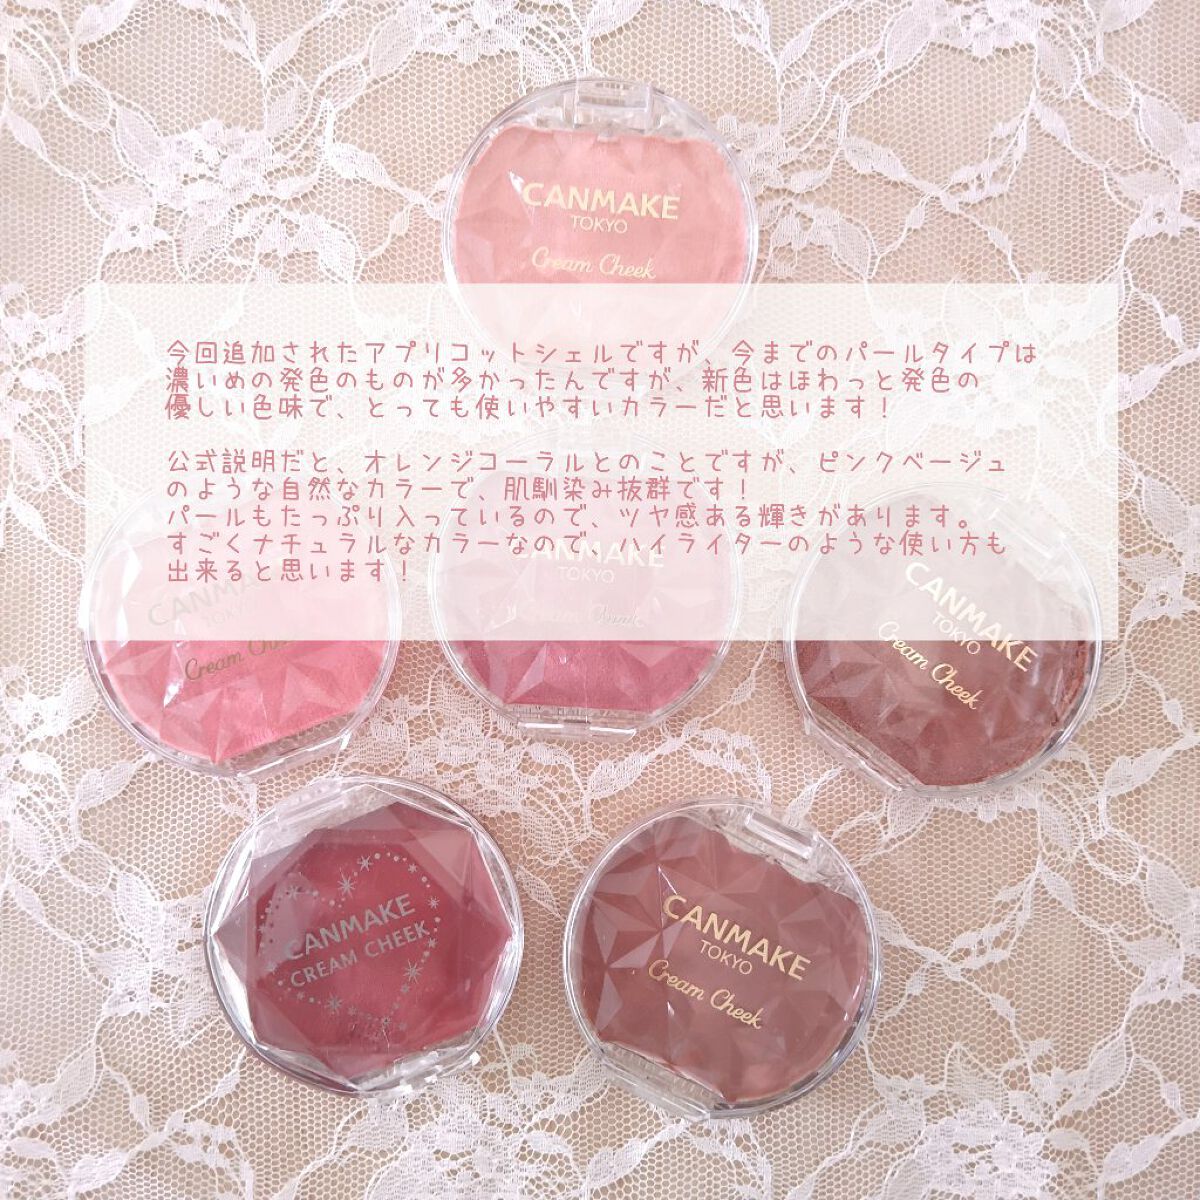 CANMAKE
TOKYO
Cream Cheek
今回追加されたアプリコットシェルですが、今までのパールタイプは
濃いめの発色のものが多かったんですが、新色はほわっと発色の
優しい色味で、とっても使いやすいカラーだと思います！
公式説明だと、オレンジコーラルとのことですが、ピンクベージュ
のような自然なカラーで、肌馴染み抜群です！
パールもたっぷり入っているので、ツヤ感ある輝きがあります。
すごくナチュラルなカラーなので、ハイライターのような使い方も
出来ると思います！
CANMAKE
TOKYO
Cream Cheek
CANMAKE
TOKYO
Cream Cheek
CANMAKE
TOKYO
Cream Cheek
CANMAKE
CREAM CHEEK
CANMAKE
TOKYO
Cream Cheek